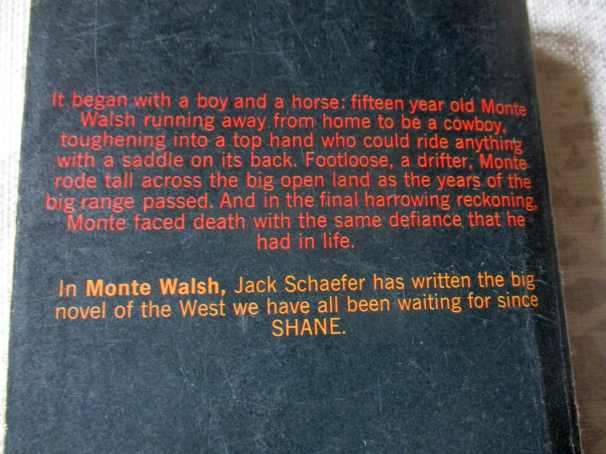 It began with a boy and a horse: fifteen year old Monte
Walsh running away from home to be a cowboy,
toughening into a top hand who could ride anything
with a saddle on its back. Footloose, a drifter, Monte
rode tall across the big open land as the years of the
big range passed. And in the final harrowing reckoning,
Monte faced death with the same defiance that he
had in life.
In Monte Walsh, Jack Schaefer has written the big
novel of the West we have all been waiting for since
SHANE.